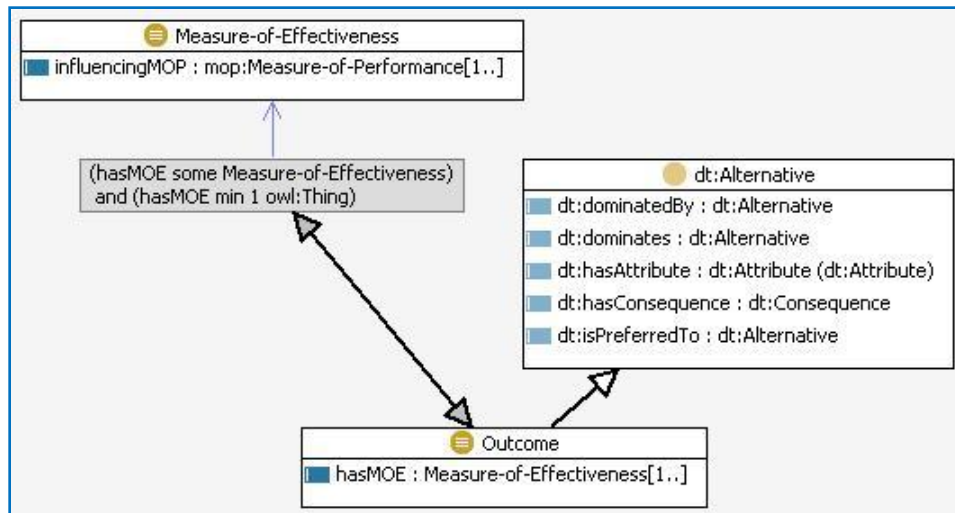 Measure-of-Effectiveness
influencingMOP : mop:Measure-of-Performance[1..]
(hasMOE some Measure-of-Effectiveness)
and (hasMOE min 1 owl:Thing)
dt:Alternative
dt:dominatedBy : dt:Alternative
dt:dominates : dt:Alternative
dt:hasAttribute : dt:Attribute (dt:Attribute)
dt:hasConsequence : dt:Consequence
dt:isPreferredTo : dt:Alternative
Outcome
hasMOE : Measure-of-Effectiveness[1..]